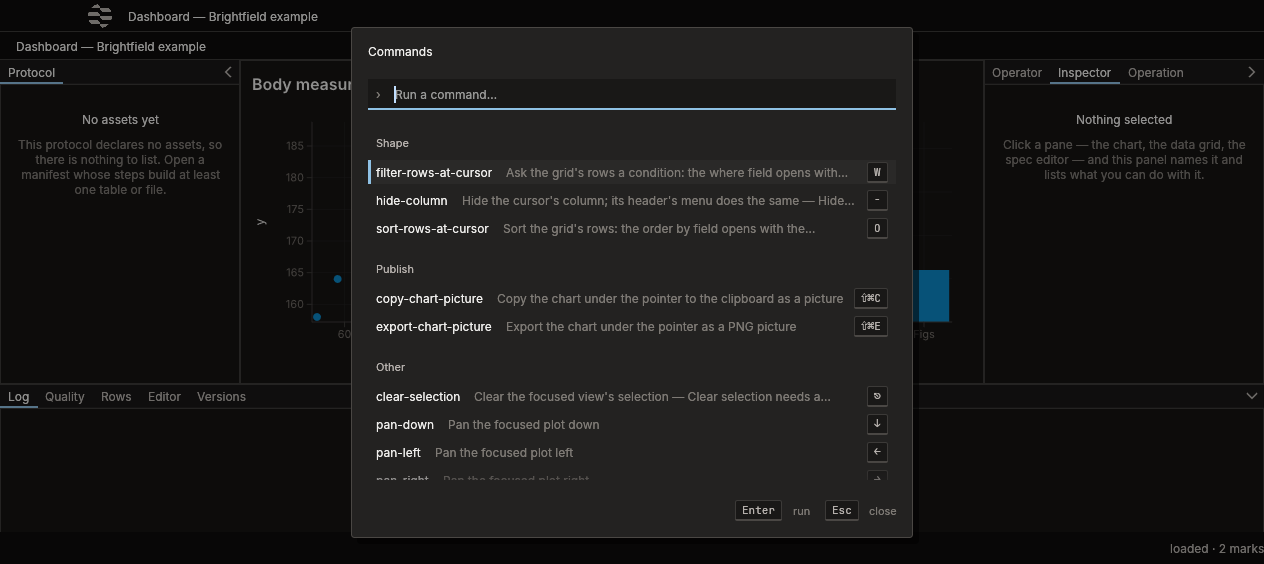 Dashboard — Brightfield example
Dashboard — Brightfield example
Protocol
No assets yet
This protocol declares no assets, so
there is nothing to list. Open a
manifest whose steps build at least
one table or file.
Body measur
y
185
180
175
170
165
160
60
Figs
Commands
› Run a command...
Shape
filter-rows-at-cursor Ask the grid's rows a condition: the where field opens with... W
hide-column Hide the cursor's column; its header's menu does the same — Hide... -
sort-rows-at-cursor Sort the grid's rows: the order by field opens with the... O
Publish
copy-chart-picture Copy the chart under the pointer to the clipboard as a picture ⇧⌘C
export-chart-picture Export the chart under the pointer as a PNG picture ⇧⌘E
Other
clear-selection Clear the focused view's selection — Clear selection needs a... ⎋
pan-down Pan the focused plot down ↓
pan-left Pan the focused plot left ←
pan-right Pan the focused plot right →
Enter run Esc close
Operator Inspector Operation
Nothing selected
Click a pane — the chart, the data grid, the
spec editor — and this panel names it and
lists what you can do with it.
Log Quality Rows Editor Versions
loaded · 2 marks